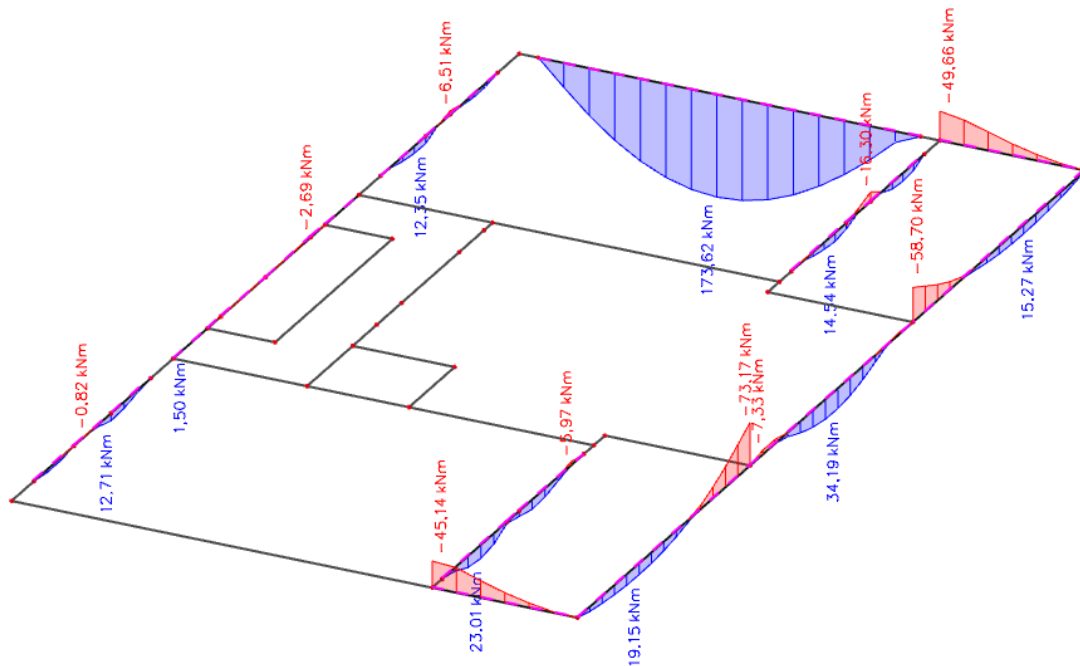 -49,66 kNm
-6,51 kNm
-16,30 kNm
-2,69 kNm
12,35 kNm
173,62 kNm
-58,70 kNm
14,54 kNm
15,27 kNm
-0,82 kNm
1,50 kNm
-73,17 kNm
-7,33 kNm
12,71 kNm
-5,97 kNm
34,19 kNm
-45,14 kNm
23,01 kNm
19,15 kNm